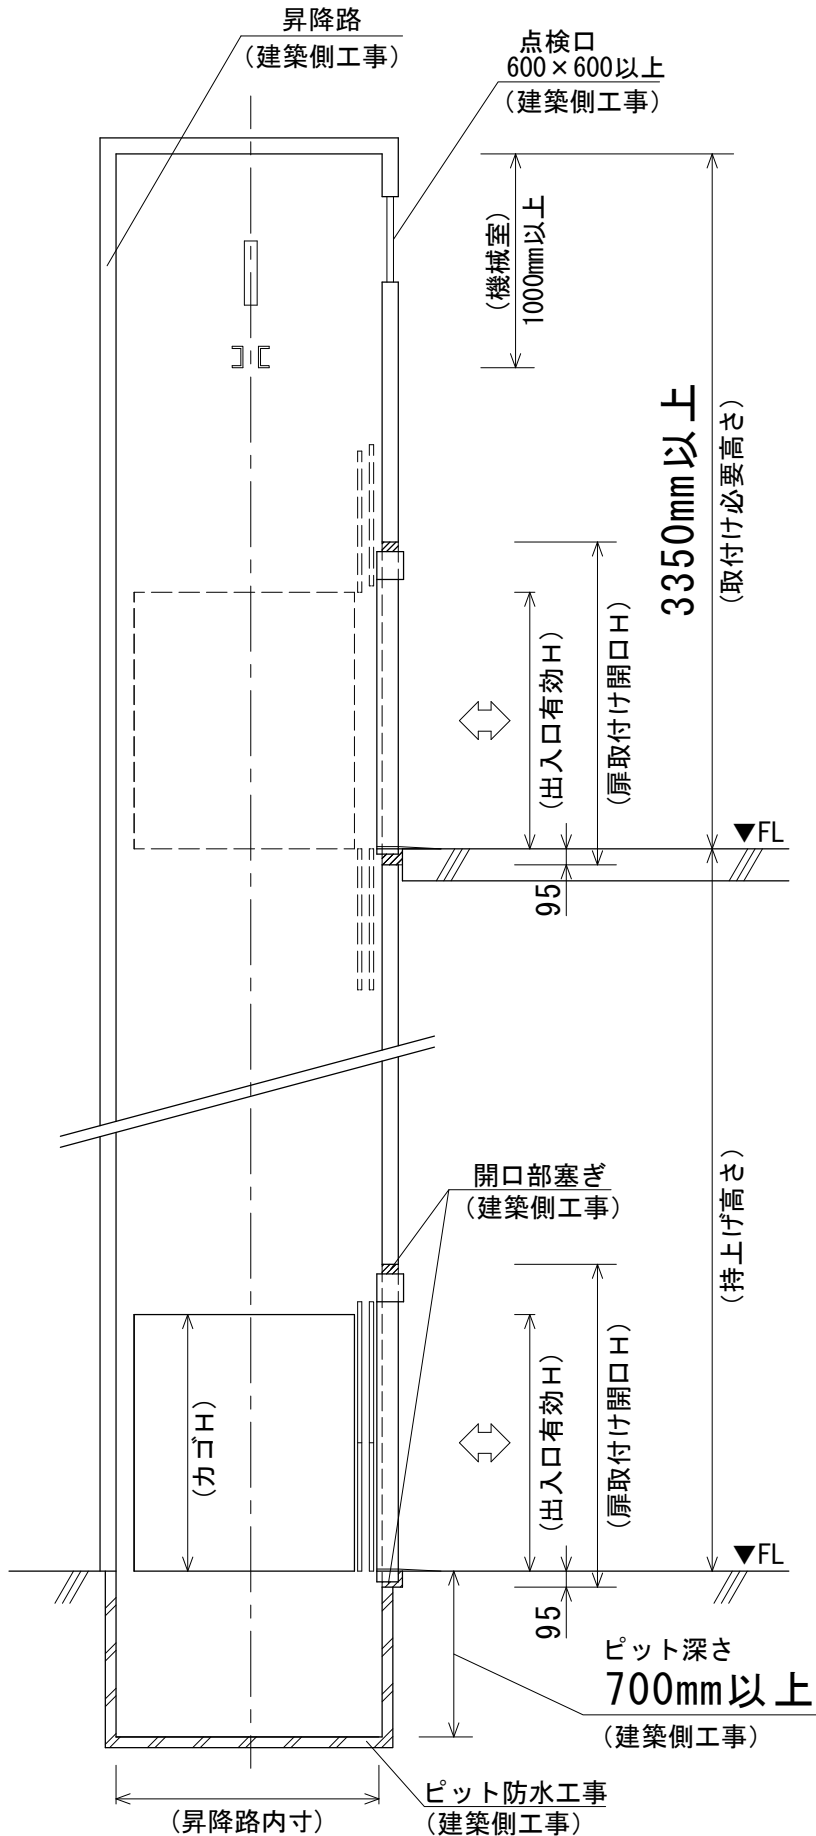 昇降路
(建築側工事)
点検口
600×600以上
(建築側工事)
(機械室)
1000mm以上
3350mm以上
(取付け必要高さ)
(出入口有効H)
(扉取付け開口H)
▼FL
95
開口部塞ぎ
(建築側工事)
(持上げ高さ)
(カゴH)
(出入口有効H)
(扉取付け開口H)
▼FL
95
ピット深さ
700mm以上
(建築側工事)
ピット防水工事
(建築側工事)
(昇降路内寸)